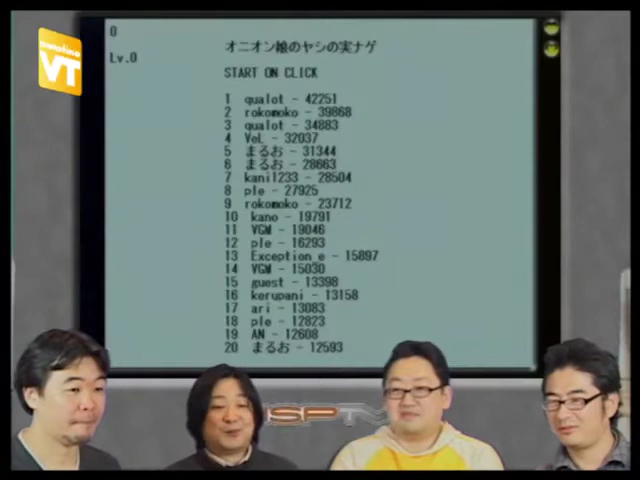 0
Lv.0
オニオン娘のヤシの実ナゲ
START ON CLICK
1 qualot - 42251
2 rokomoko - 39868
3 qualot - 34883
4 VeL - 32037
5 まるお - 31344
6 まるお - 28663
7 kani1233 - 28504
8 ple - 27925
9 rokomoko - 23712
10 kano - 19791
11 VGM - 19046
12 ple - 16293
13 Exception_e - 15897
14 VGM - 15030
15 guest - 13398
16 kerupani - 13158
17 ari - 13083
18 ple - 12823
19 AN - 12608
20 まるお - 12593
VT
ISPTV